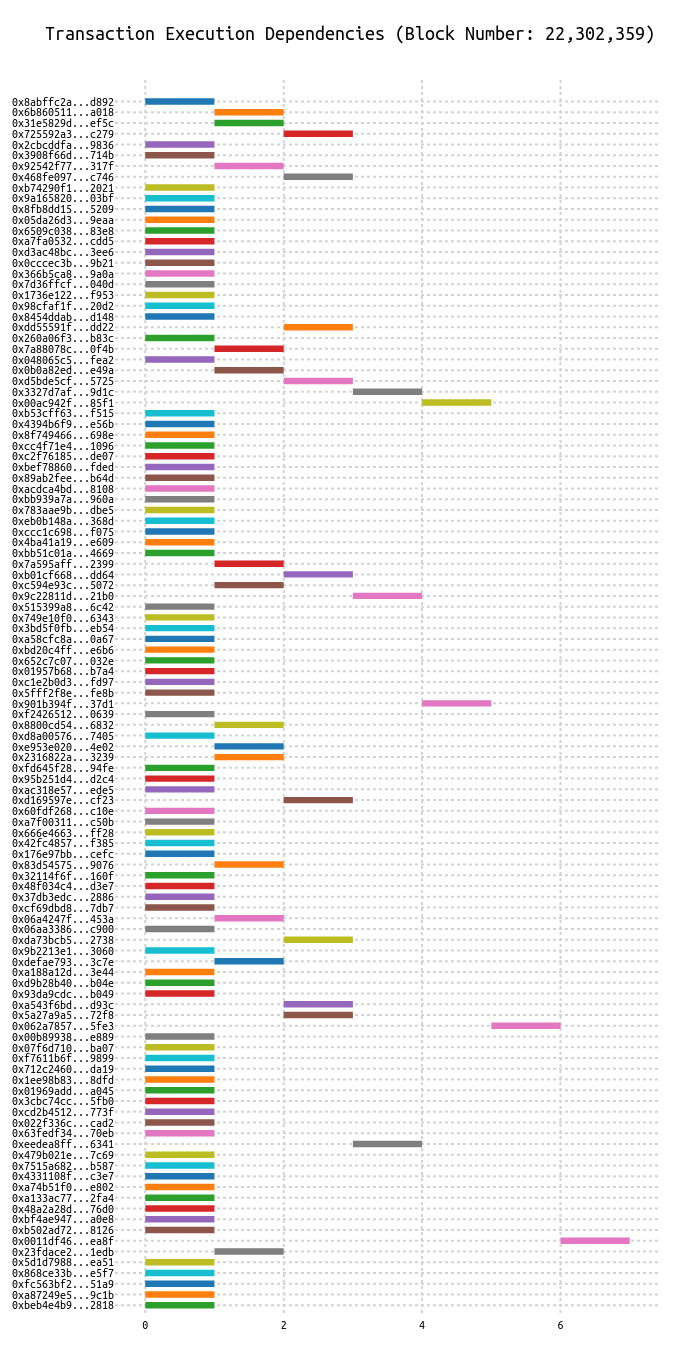 Transaction Execution Dependencies (Block Number: 22,302,359)
0x8abffc2a...d892
0x6b860511...a018
0x31e5829d...ef5c
0x725592a3...c279
0x2cbcddfa...9836
0x3908f66d...714b
0x92542f77...317f
0x468fe097...c746
0xb74290f1...2021
0x9a165820...03bf
0x8fb8dd15...5209
0x05da26d3...9eaa
0x6509c038...83e8
0xa7fa0532...cdd5
0xd3ac48bc...3ee6
0x0cccec3b...9b21
0x366b5ca8...9a0a
0x7d36ffcf...040d
0x1736e122...f953
0x98cfaf1f...20d2
0x8454ddab...d148
0xdd55591f...dd22
0x260a06f3...b83c
0x7a88078c...0f4b
0x048065c5...fea2
0x0b0a82ed...e49a
0xd5bde5cf...5725
0x3327d7af...9d1c
0x00ac942f...85f1
0xb53cff63...f515
0x4394b6f9...e56b
0x8f749466...698e
0xcc4f71e4...1096
0xc2f76185...de07
0xbef78860...fded
0x89ab2fee...b64d
0xacdca4bd...8108
0xbb939a7a...960a
0x783aae9b...dbe5
0xeb0b148a...368d
0xccc1c698...f075
0x4ba41a19...e609
0xbb51c01a...4669
0x7a595aff...2399
0xb01cf668...dd64
0xc594e93c...5072
0x9c22811d...21b0
0x515399a8...6c42
0x749e10f0...6343
0x3bd5f0fb...eb54
0xa58cfc8a...0a67
0xbd20c4ff...e6b6
0x652c7c07...032e
0x01957b68...b7a4
0xc1e2b0d3...fd97
0x5fff2f8e...fe8b
0x901b394f...37d1
0xf2426512...0639
0x8800cd54...6832
0xd8a00576...7405
0xe953e020...4e02
0x2316822a...3239
0xfd645f28...94fe
0x95b251d4...d2c4
0xac318e57...ede5
0xd169597e...cf23
0x60fdf268...c10e
0xa7f00311...c50b
0x666e4663...ff28
0x42fc4857...f385
0x176e97bb...cefc
0x83d54575...9076
0x32114f6f...160f
0x48f034c4...d3e7
0x37db3edc...2886
0xcf69dbd8...7db7
0x06a4247f...453a
0x06aa3386...c900
0xda73bcb5...2738
0x9b2213e1...3060
0xdefae793...3c7e
0xa188a12d...3e44
0xd9b28b40...b04e
0x93da9cdc...b049
0xa543f6bd...d93c
0x5a27a9a5...72f8
0x062a7857...5fe3
0x00b89938...e889
0x07f6d710...ba07
0xf7611b6f...9899
0x712c2460...da19
0x1ee98b83...8dfd
0x01969add...a045
0x3cbc74cc...5fb0
0xcd2b4512...773f
0x022f336c...cad2
0x63fedf34...70eb
0xeedea8ff...6341
0x479b021e...7c69
0x7515a682...b587
0x4331108f...c3e7
0xa74b51f0...e802
0xa133ac77...2fa4
0x48a2a28d...76d0
0xbf4ae947...a0e8
0xb502ad72...8126
0x0011df46...ea8f
0x23fdace2...1edb
0x5d1d7988...ea51
0x868ce33b...e5f7
0xfc563bf2...51a9
0xa87249e5...9c1b
0xbeb4e4b9...2818
0 2 4 6